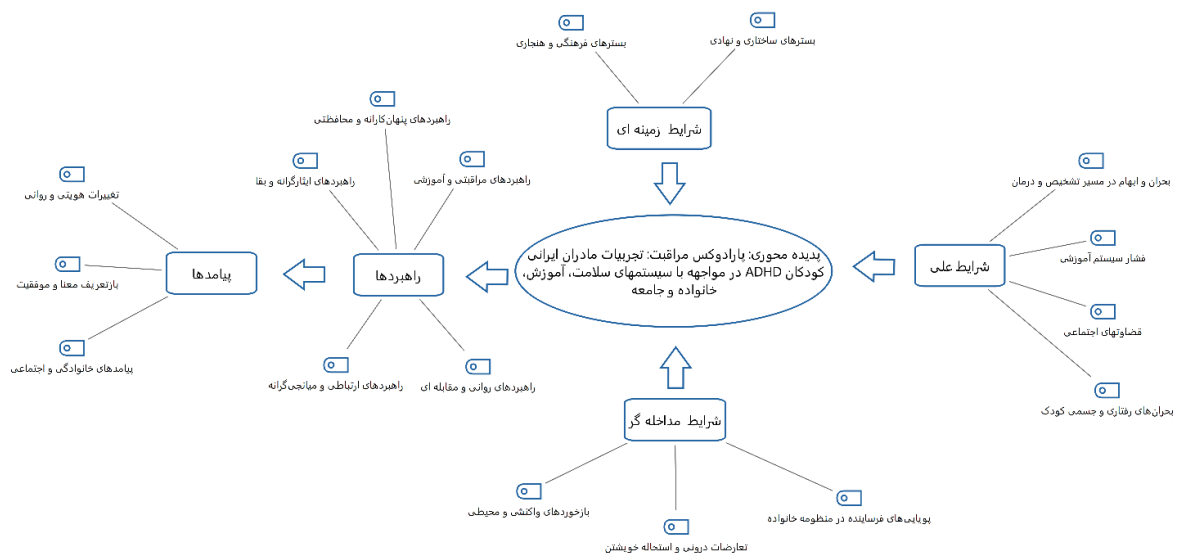 بسترهای ساختاری و نهادی
بسترهای فرهنگی و هنجاری
شرایط زمینه ای
بحران و ابهام در مسیر تشخیص و درمان
فشار سیستم آموزشی
شرایط علی
قضاوتهای اجتماعی
بحران‌های رفتاری و جسمی کودک
پدیده محوری: پارادوکس مراقبت: تجربیات مادران ایرانی
کودکان ADHD در مواجهه با سیستمهای سلامت، آموزش،
خانواده و جامعه
شرایط مداخله گر
پویایی‌های فرساینده در منظومه خانواده
تعارضات درونی و استحاله خویشتن
بازخوردهای واکنشی و محیطی
راهبردهای پنهان‌کارانه و محافظتی
راهبردهای مراقبتی و آموزشی
راهبردهای ایثارگرانه و بقا
راهبردها
راهبردهای روانی و مقابله ای
راهبردهای ارتباطی و میانجی‌گرانه
تغییرات هویتی و روانی
پیامدها
بازتعریف معنا و موفقیت
پیامدهای خانوادگی و اجتماعی